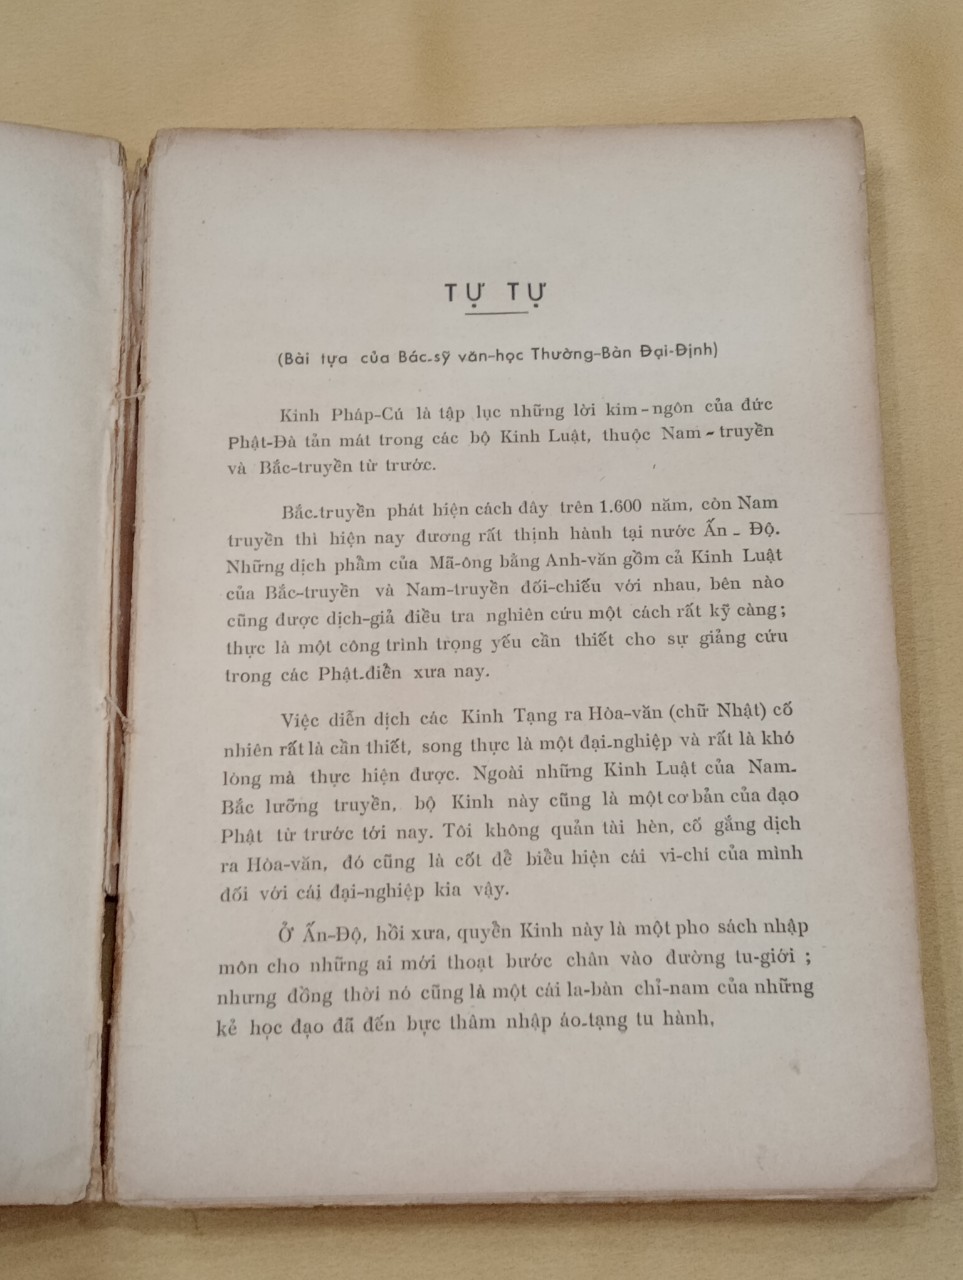 TỰ TỰ
(Bài tựa của Bác-sỹ văn-học Thường-Bàn Đại-Định)
Kinh Pháp-Cú là tập lục những lời kim-ngôn của đức
Phật-Đà tản mát trong các bộ Kinh Luật, thuộc Nam-truyền
và Bắc-truyền từ trước.
Bắc-truyền phát hiện cách đây trên 1.600 năm, còn Nam
truyền thì hiện nay đương rất thịnh hành tại nước Ấn-Độ.
Những dịch phẩm của Mã-ông bằng Anh-văn gồm cả Kinh Luật
của Bắc-truyền và Nam-truyền đối-chiếu với nhau, bên nào
cũng được dịch-giả điều tra nghiên cứu một cách rất kỹ càng;
thực là một công trình trọng yếu cần thiết cho sự giảng cứu
trong các Phật-điển xưa nay.
Việc diễn dịch các Kinh Tạng ra Hòa-văn (chữ Nhật) cố
nhiên rất là cần thiết, song thực là một đại-nghiệp và rất là khó
lòng mà thực hiện được. Ngoài những Kinh Luật của Nam-
Bắc lưỡng truyền, bộ Kinh này cũng là một cơ bản của đạo
Phật từ trước tới nay. Tôi không quản tài hèn, cố gắng dịch
ra Hòa-văn, đó cũng là cốt để biểu hiện cái vi-chí của mình
đối với cái đại-nghiệp kia vậy.
Ở Ấn-Độ, hồi xưa, quyển Kinh này là một pho sách nhập
môn cho những ai mới thoạt bước chân vào đường tu-giới ;
nhưng đồng thời nó cũng là một cái la-bàn chỉ-nam của những
kẻ học đạo đã đến bực thâm nhập áo-tạng tu hành,